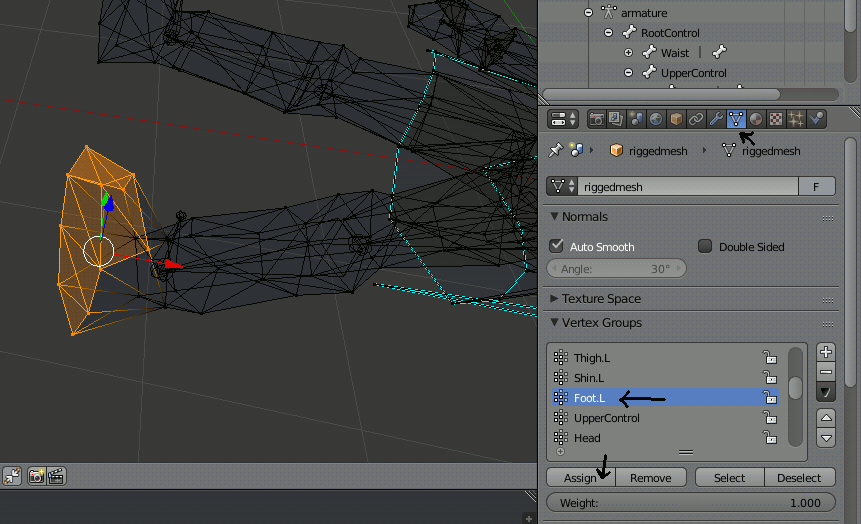 armature
RootControl
Waist
UpperControl
riggedmesh riggedmesh
riggedmesh F
Normals
Auto Smooth Double Sided
Angle: 30°
Texture Space
Vertex Groups
Thigh.L
Shin.L
Foot.L
UpperControl
Head
Assign Remove Select Deselect
Weight: 1.000